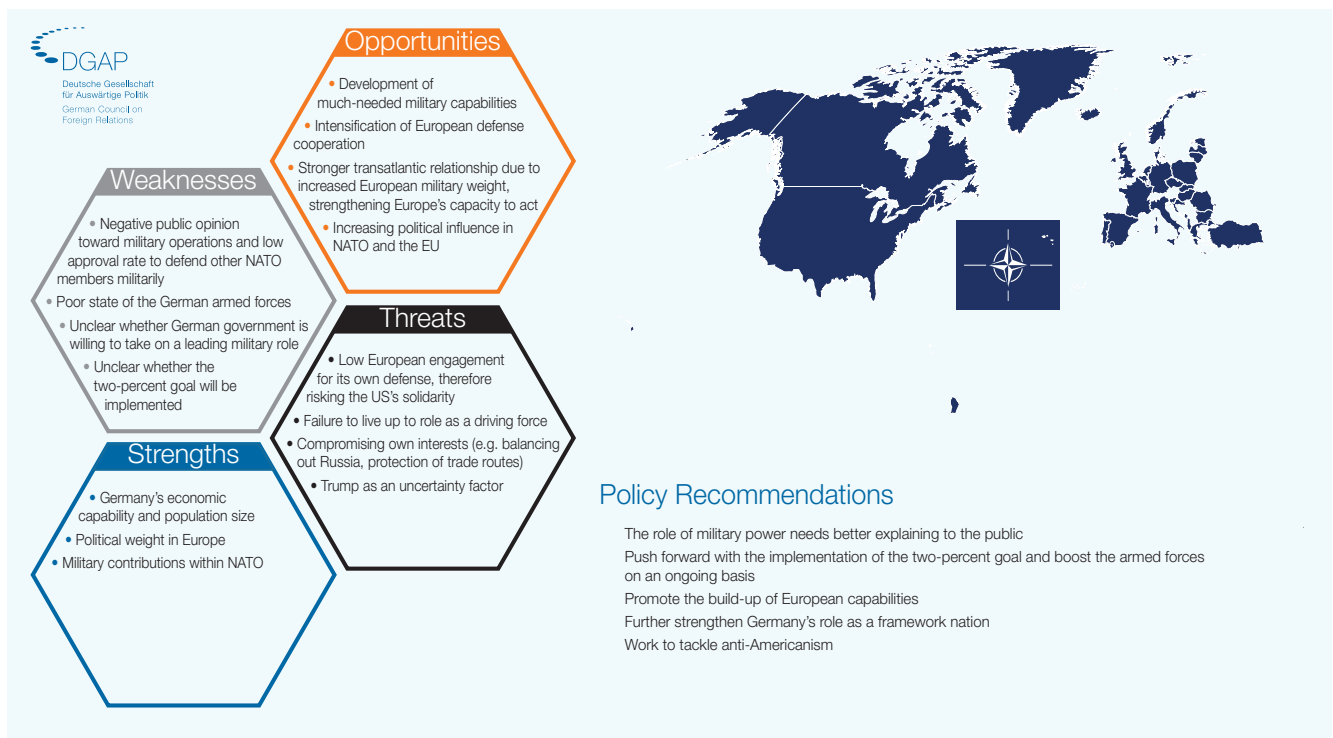 DGAP
Deutsche Gesellschaft
für Auswärtige Politik
German Council on
Foreign Relations
Opportunities
• Development of
much-needed military capabilities
• Intensification of European defense
cooperation
• Stronger transatlantic relationship due to
increased European military weight,
strengthening Europe's capacity to act
• Increasing political influence in
NATO and the EU
Weaknesses
• Negative public opinion
toward military operations and low
approval rate to defend other NATO
members militarily
• Poor state of the German armed forces
• Unclear whether German government is
willing to take on a leading military role
• Unclear whether the
two-percent goal will be
implemented
Threats
• Low European engagement
for its own defense, therefore
risking the US's solidarity
• Failure to live up to role as a driving force
• Compromising own interests (e.g. balancing
out Russia, protection of trade routes)
• Trump as an uncertainty factor
Strengths
• Germany's economic
capability and population size
• Political weight in Europe
• Military contributions within NATO
Policy Recommendations
The role of military power needs better explaining to the public
Push forward with the implementation of the two-percent goal and boost the armed forces
on an ongoing basis
Promote the build-up of European capabilities
Further strengthen Germany's role as a framework nation
Work to tackle anti-Americanism